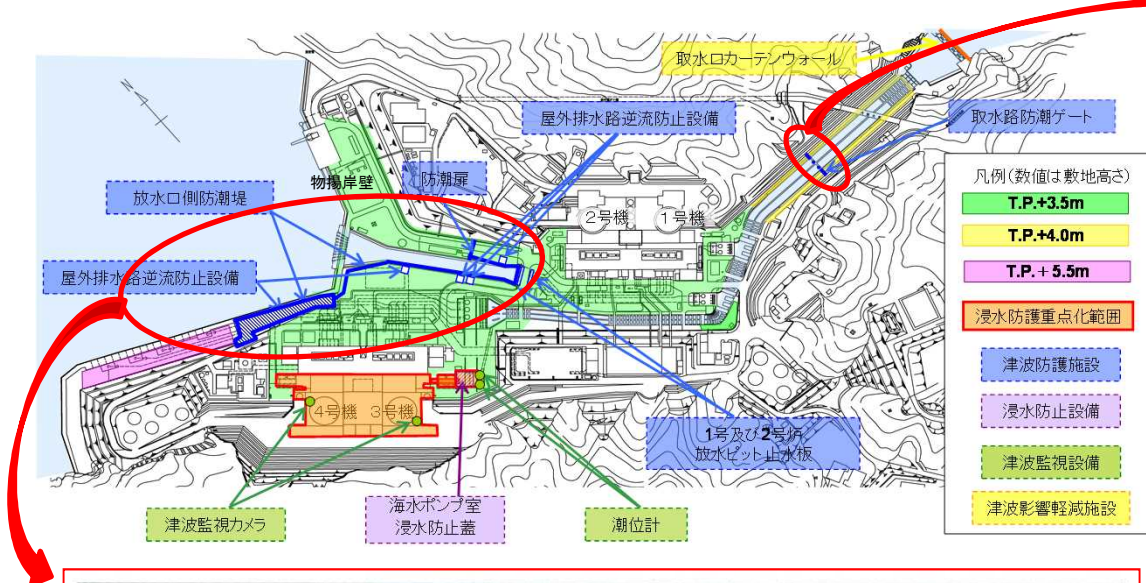 取水口カーテンウォール
屋外排水路逆流防止設備
取水路防潮ゲート
物揚岸壁
防潮扉
放水口側防潮堤
2号機
1号機
屋外排水路逆流防止設備
4号機
3号機
1号及び2号炉
放水ピット止水板
津波監視カメラ
海水ポンプ室
浸水防止蓋
潮位計
凡例(数値は敷地高さ)
T.P.+3.5m
T.P.+4.0m
T.P.+5.5m
浸水防護重点化範囲
津波防護施設
浸水防止設備
津波監視設備
津波影響軽減施設